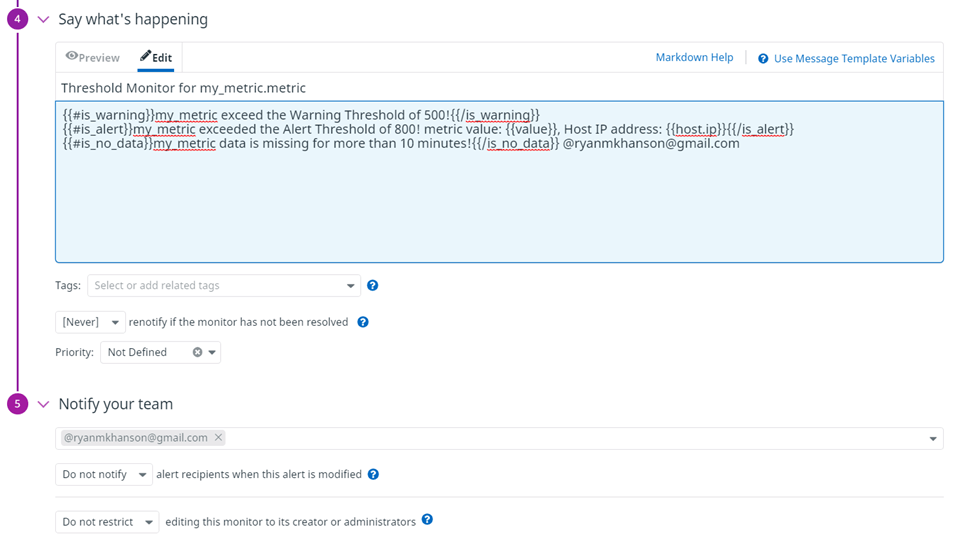 4 Say what's happening
Preview Edit Markdown Help Use Message Template Variables
Threshold Monitor for my_metric.metric
{{#is_warning}}my_metric exceed the Warning Threshold of 500!{{/is_warning}}
{{#is_alert}}my_metric exceeded the Alert Threshold of 800! metric value: {{value}}, Host IP address: {{host.ip}}{{/is_alert}}
{{#is_no_data}}my_metric data is missing for more than 10 minutes!{{/is_no_data}} @ryanmkhanson@gmail.com
Tags: Select or add related tags ?
[Never] renotify if the monitor has not been resolved ?
Priority: Not Defined
5 Notify your team
@ryanmkhanson@gmail.com ×
Do not notify alert recipients when this alert is modified ?
Do not restrict editing this monitor to its creator or administrators ?